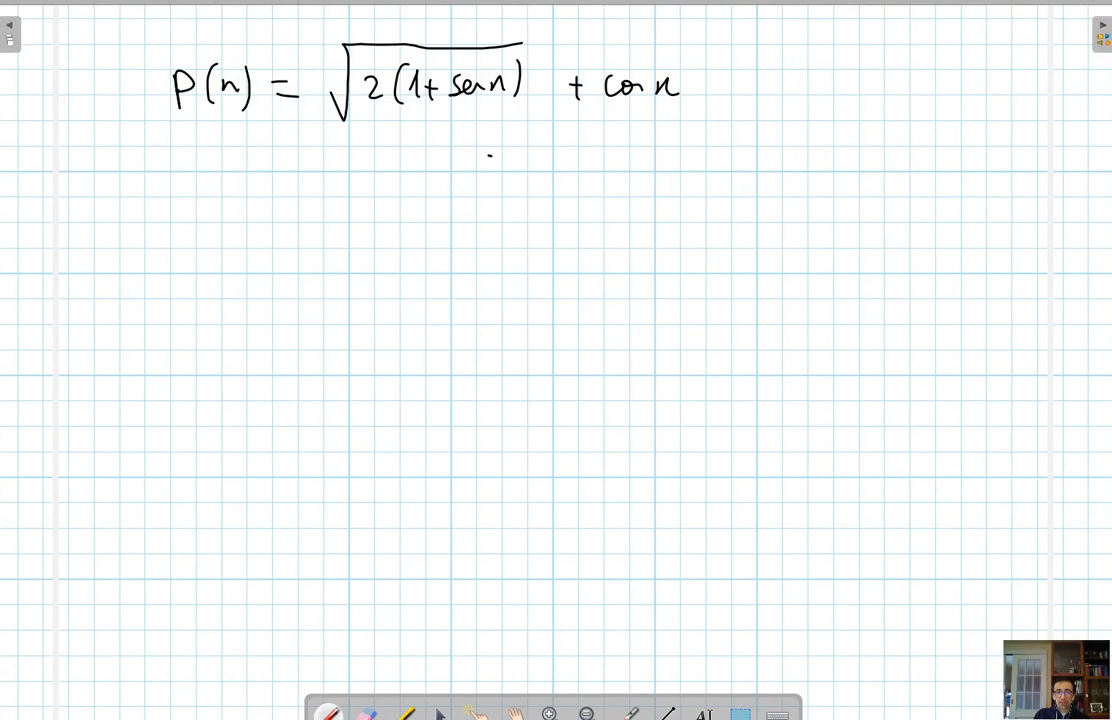 P(x) = √2(1+sen x) + cos x